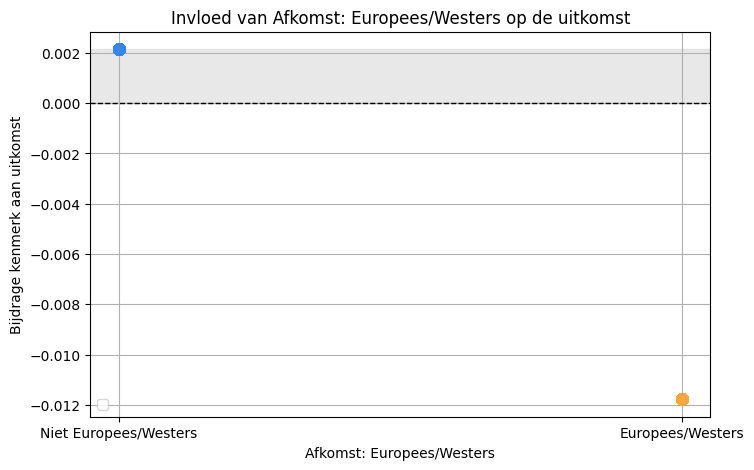 Invloed van Afkomst: Europees/Westers op de uitkomst
Bijdrage kenmerk aan uitkomst
0.002
0.000
−0.002
−0.004
−0.006
−0.008
−0.010
−0.012
Niet Europees/Westers
Europees/Westers
Afkomst: Europees/Westers